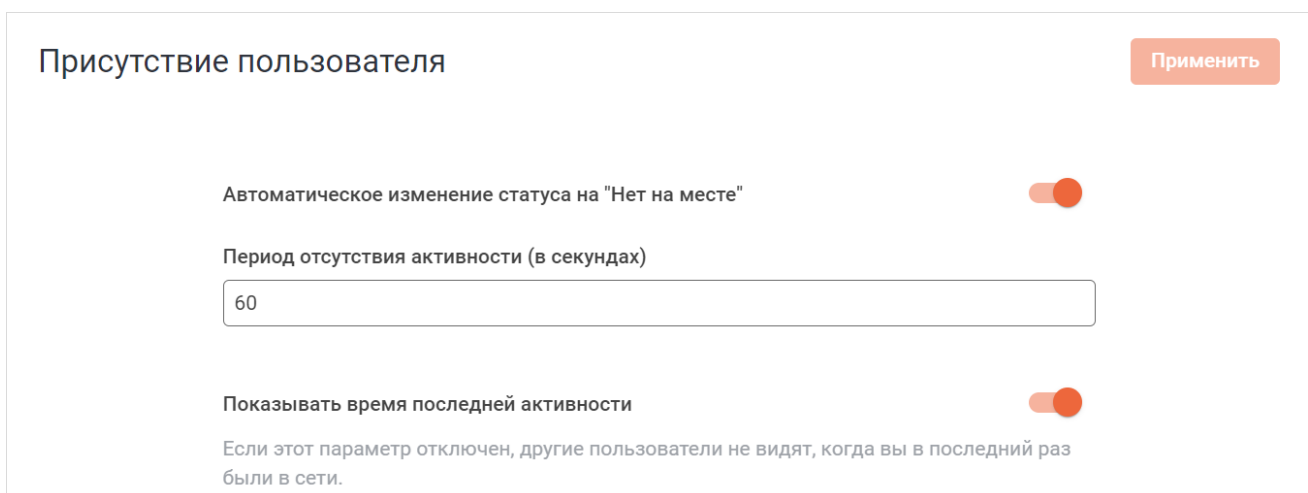 Присутствие пользователя
Применить
Автоматическое изменение статуса на "Нет на месте"
Период отсутствия активности (в секундах)
60
Показывать время последней активности
Если этот параметр отключен, другие пользователи не видят, когда вы в последний раз
были в сети.